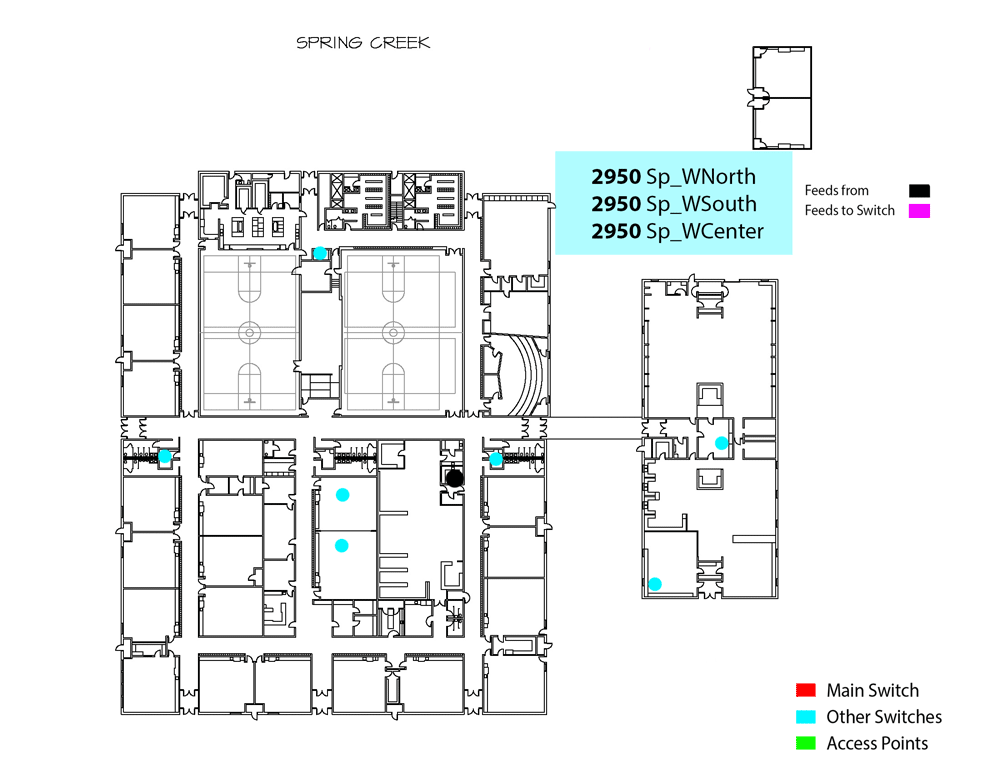 SPRING CREEK
2950 Sp_WNorth
2950 Sp_WSouth
2950 Sp_WCenter
Feeds from
Feeds to Switch
Main Switch
Other Switches
Access Points